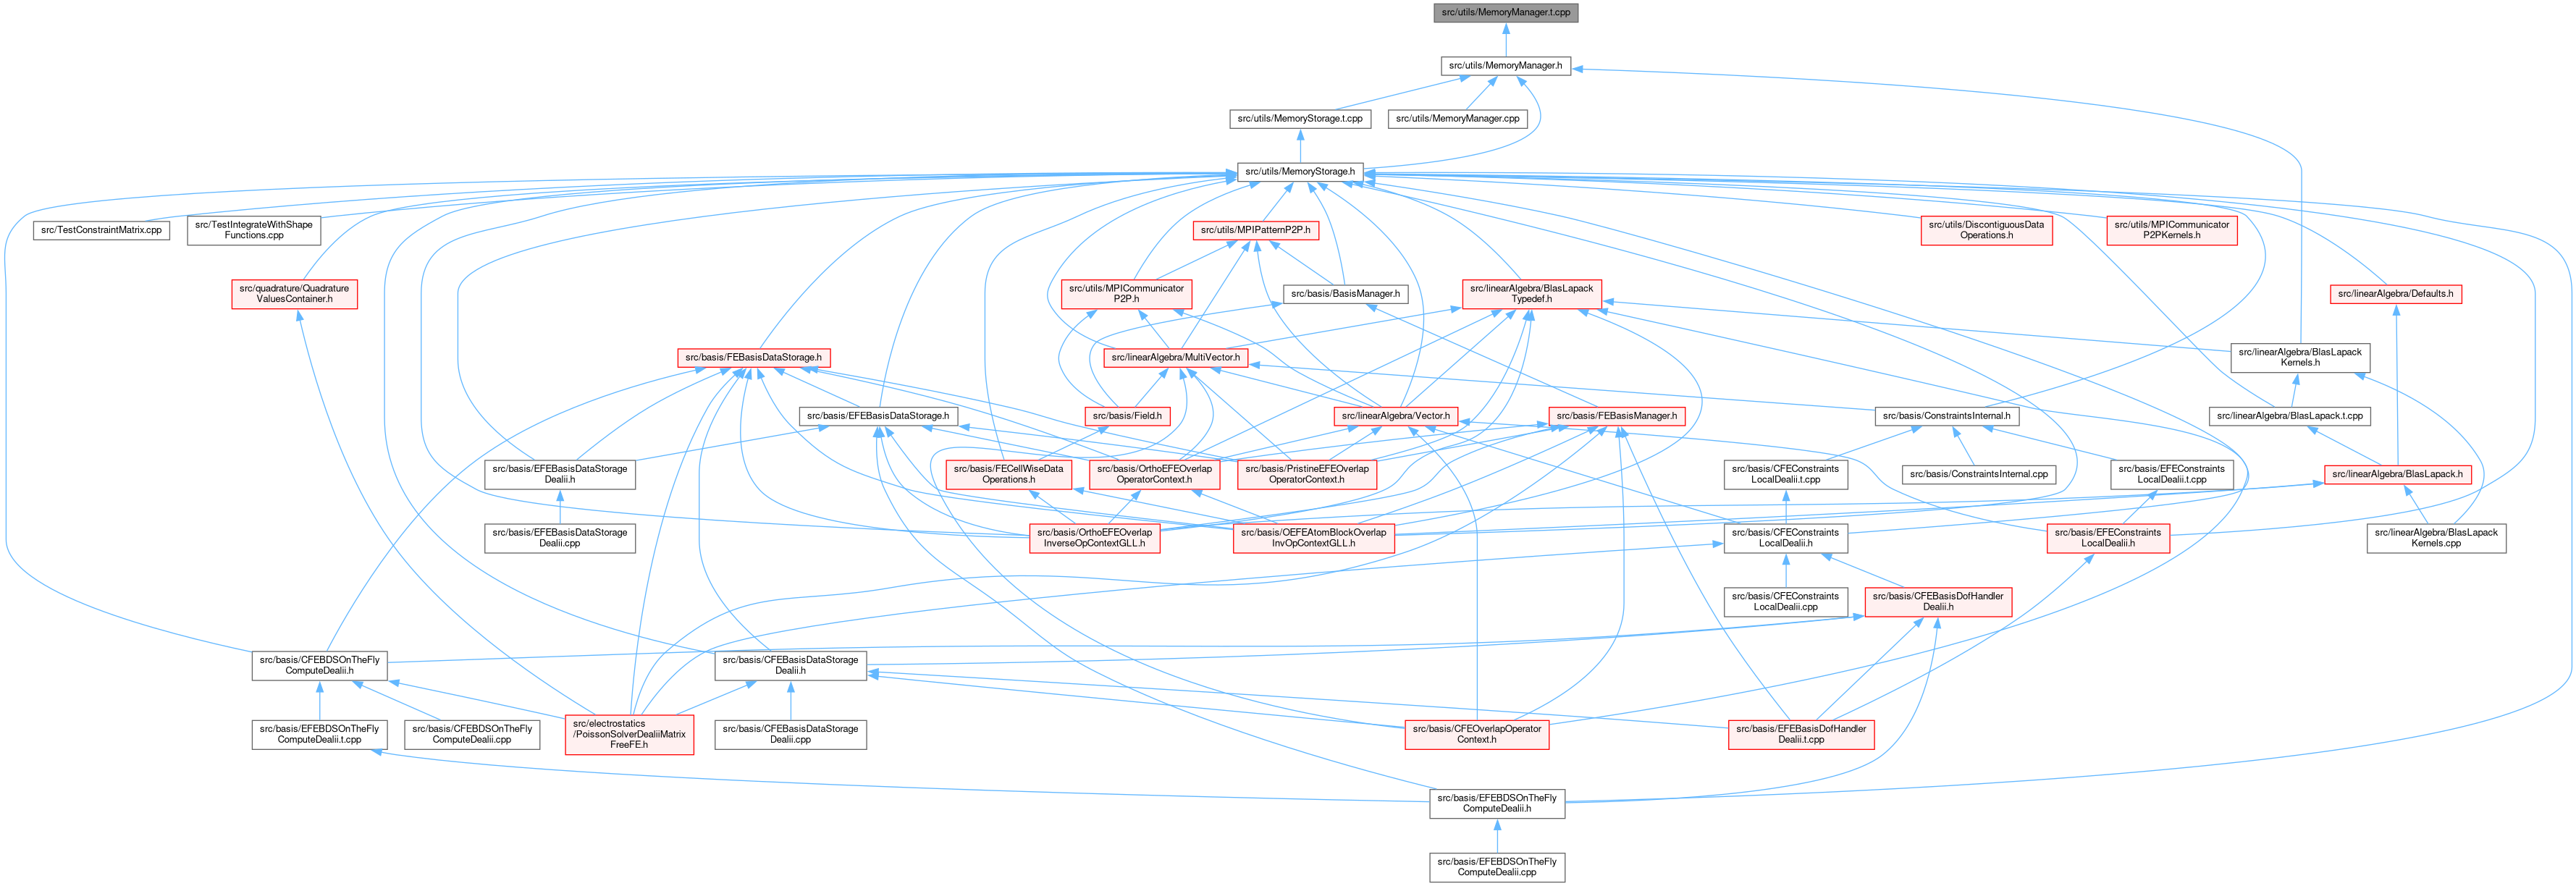 src/utils/MemoryManager.t.cpp
src/utils/MemoryManager.h
src/utils/MemoryStorage.t.cpp
src/utils/MemoryManager.cpp
src/utils/MemoryStorage.h
src/TestConstraintMatrix.cpp
src/TestIntegrateWithShape
Functions.cpp
src/utils/MPIPatternP2P.h
src/utils/DiscontiguousData
Operations.h
src/utils/MPICommunicator
P2PKernels.h
src/quadrature/Quadrature
ValuesContainer.h
src/utils/MPICommunicator
P2P.h
src/basis/BasisManager.h
src/linearAlgebra/BlasLapack
Typedef.h
src/linearAlgebra/Defaults.h
src/basis/FEBasisDataStorage.h
src/linearAlgebra/MultiVector.h
src/linearAlgebra/BlasLapack
Kernels.h
src/basis/EFEBasisDataStorage.h
src/basis/Field.h
src/linearAlgebra/Vector.h
src/basis/FEBasisManager.h
src/basis/ConstraintsInternal.h
src/linearAlgebra/BlasLapack.t.cpp
src/basis/EFEBasisDataStorage
Dealii.h
src/basis/FECellWiseData
Operations.h
src/basis/OrthoEFEOverlap
OperatorContext.h
src/basis/PristineEFEOverlap
OperatorContext.h
src/basis/CFEConstraints
LocalDealii.t.cpp
src/basis/ConstraintsInternal.cpp
src/basis/EFEConstraints
LocalDealii.t.cpp
src/linearAlgebra/BlasLapack.h
src/basis/EFEBasisDataStorage
Dealii.cpp
src/basis/OrthoEFEOverlap
InverseOpContextGLL.h
src/basis/OEFEAtomBlockOverlap
InvOpContextGLL.h
src/basis/CFEConstraints
LocalDealii.h
src/basis/EFEConstraints
LocalDealii.h
src/linearAlgebra/BlasLapack
Kernels.cpp
src/basis/CFEConstraints
LocalDealii.cpp
src/basis/CFEBasisDofHandler
Dealii.h
src/basis/CFEBDSOnTheFly
ComputeDealii.h
src/basis/CFEBasisDataStorage
Dealii.h
src/basis/EFEBDSOnTheFly
ComputeDealii.t.cpp
src/basis/CFEBDSOnTheFly
ComputeDealii.cpp
src/electrostatics
/PoissonSolverDealiiMatrix
FreeFE.h
src/basis/CFEBasisDataStorage
Dealii.cpp
src/basis/CFEOverlapOperator
Context.h
src/basis/EFEBasisDofHandler
Dealii.t.cpp
src/basis/EFEBDSOnTheFly
ComputeDealii.h
src/basis/EFEBDSOnTheFly
ComputeDealii.cpp